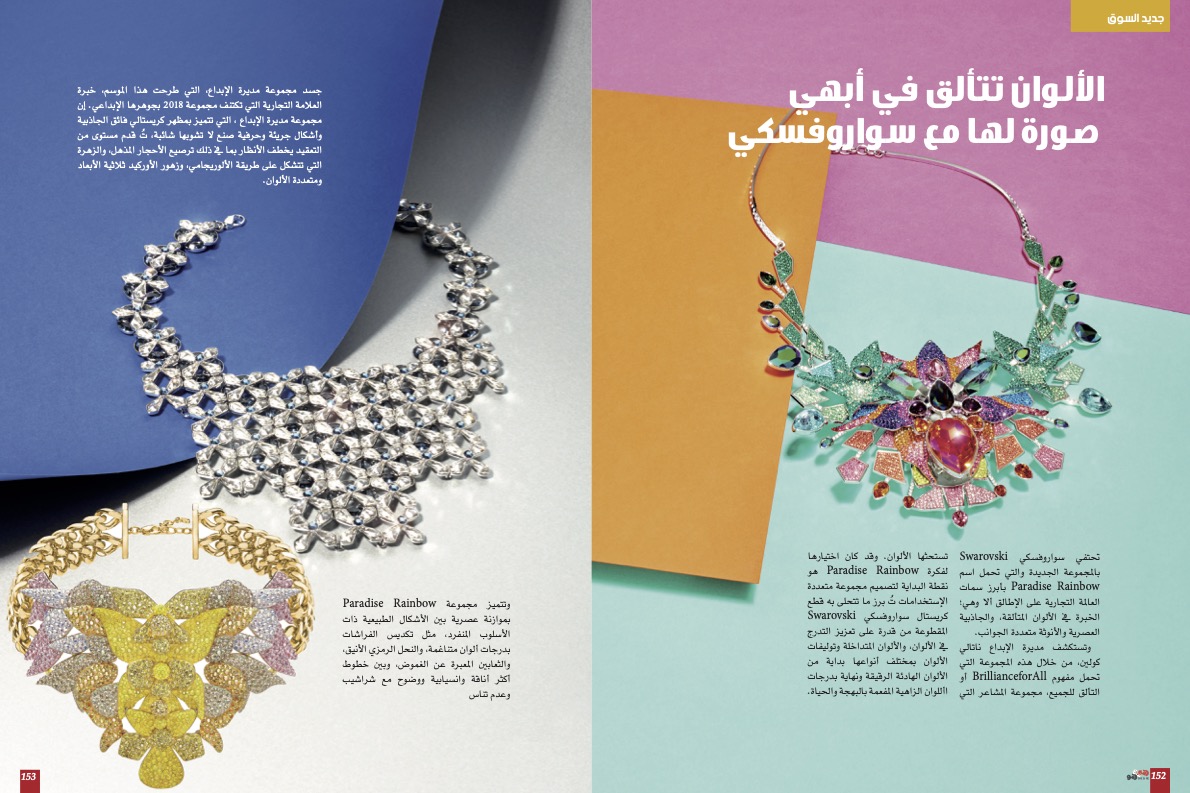 جديد السوق
الألوان تتألق في أبهي
صورة لها مع سواروفسكي
تحتفي سواروفسكي Swarovski
بالمجموعة الجديدة والتي تحمل اسم
Paradise Rainbow بأبرز سمات
العالمة التجارية على الإطالق ألا وهي؛
الخبرة في الألوان المتألقة، والجاذبية
العصرية والأنوثة متعددة الجوانب.
وتستكشف مديرة الإبداع ناتالي
كولين، من خلال هذه المجموعة التي
تحمل مفهوم BrillianceforAll أو
التألق للجميع، مجموعة المشاعر التي
تستحثها الألوان. وقد كان اختيارها
لفكرة Paradise Rainbow هو
نقطة البداية لتصميم مجموعة متعددة
الإستخدامات تُ برز ما تتحلى به قطع
كريستال سواروفسكي Swarovski
المقطوعة من قدرة على تعزيز التدرج
في الألوان، والألوان المتداخلة وتوليفات
الألوان بمختلف أنواعها بداية من
الألوان الهادئة الرقيقة ونهاية بدرجات
األلوان الزاهية المفعمة بالبهجة والحياة.
152
جسد مجموعة مديرة الإبداع، التي طرحت هذا الموسم، خبرة
العلامة التجارية التي تكتنف مجموعة 2018 بجوهرها الإبداعي. إن
مجموعة مديرة الإبداع ، التي تتميز بمظهر كريستالي فائق الجاذبية
وأشكال جريئة وحرفية صنع لا تشوبها شائبة، تُ قدم مستوى من
التعقيد يخطف الأنظار بما في ذلك ترصيع الأحجار المذهل، والزهرة
التي تتشكل على طريقة الأوريجامي، وزهور الأوركيد ثلاثية الأبعاد
ومتعددة الألوان.
وتتميز مجموعة Paradise Rainbow
بموازنة عصرية بين الأشكال الطبيعية ذات
الأسلوب المنفرد، مثل تكديس الفراشات
بدرجات ألوان متناغمة، والنحل الرمزي الأنيق،
والثعابين المعبرة عن الغموض، وبين خطوط
أكثر أناقة وانسيابية ووضوح مع شراشيب
وعدم تناس
153